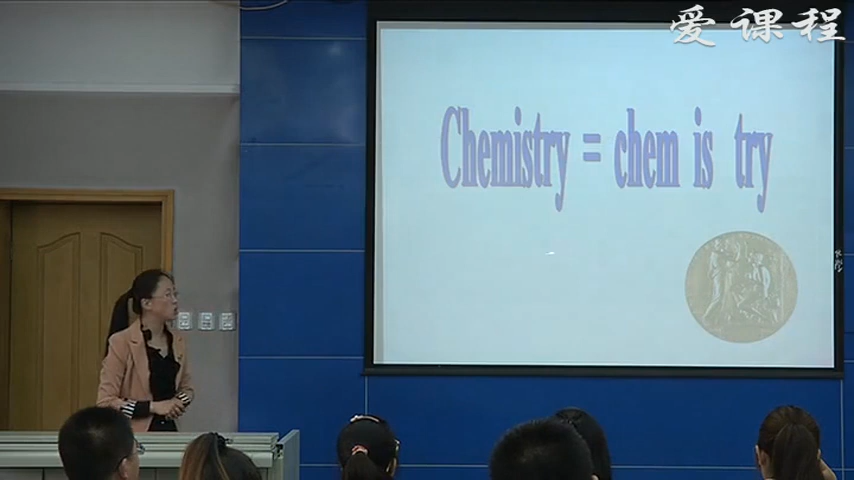 爱课程
Chemistry = chem is try